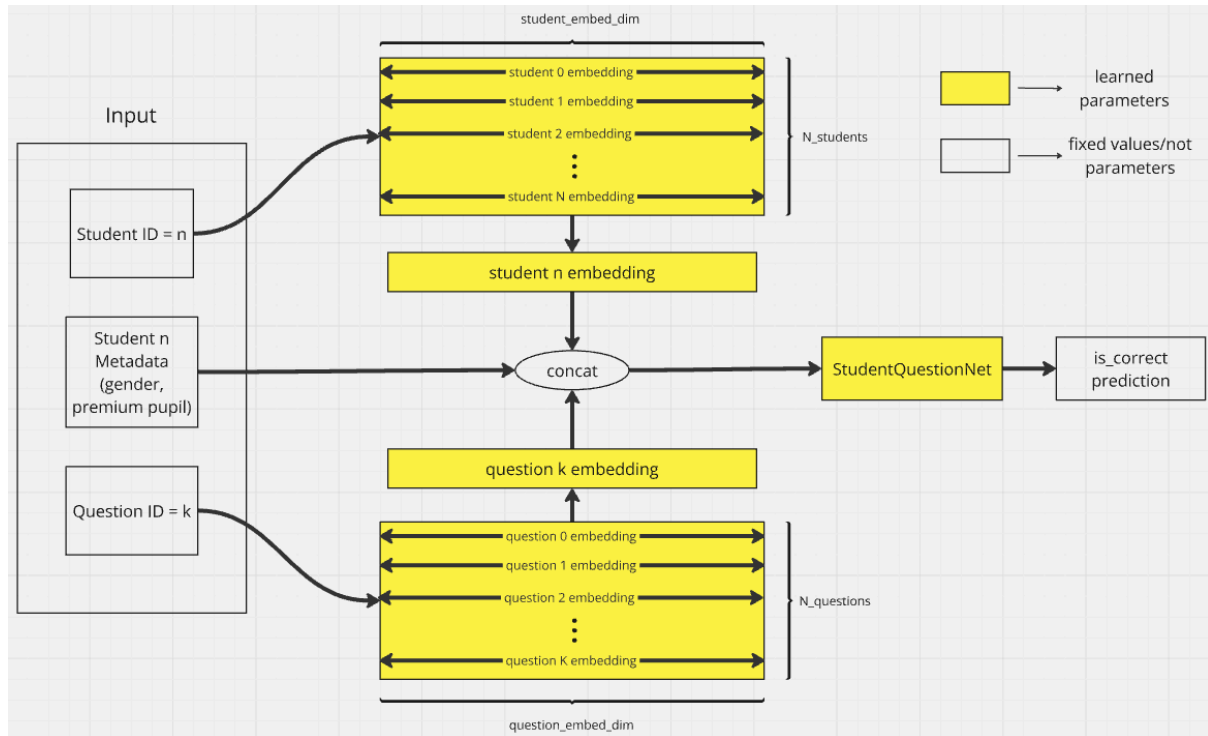 student_embed_dim
student 0 embedding
student 1 embedding
student 2 embedding
student N embedding
N_students
learned
parameters
fixed values/not
parameters
Input
Student ID = n
student n embedding
Student n
Metadata
(gender,
premium pupil)
concat
StudentQuestionNet
is_correct
prediction
question k embedding
Question ID = k
question 0 embedding
question 1 embedding
question 2 embedding
question K embedding
N_questions
question_embed_dim